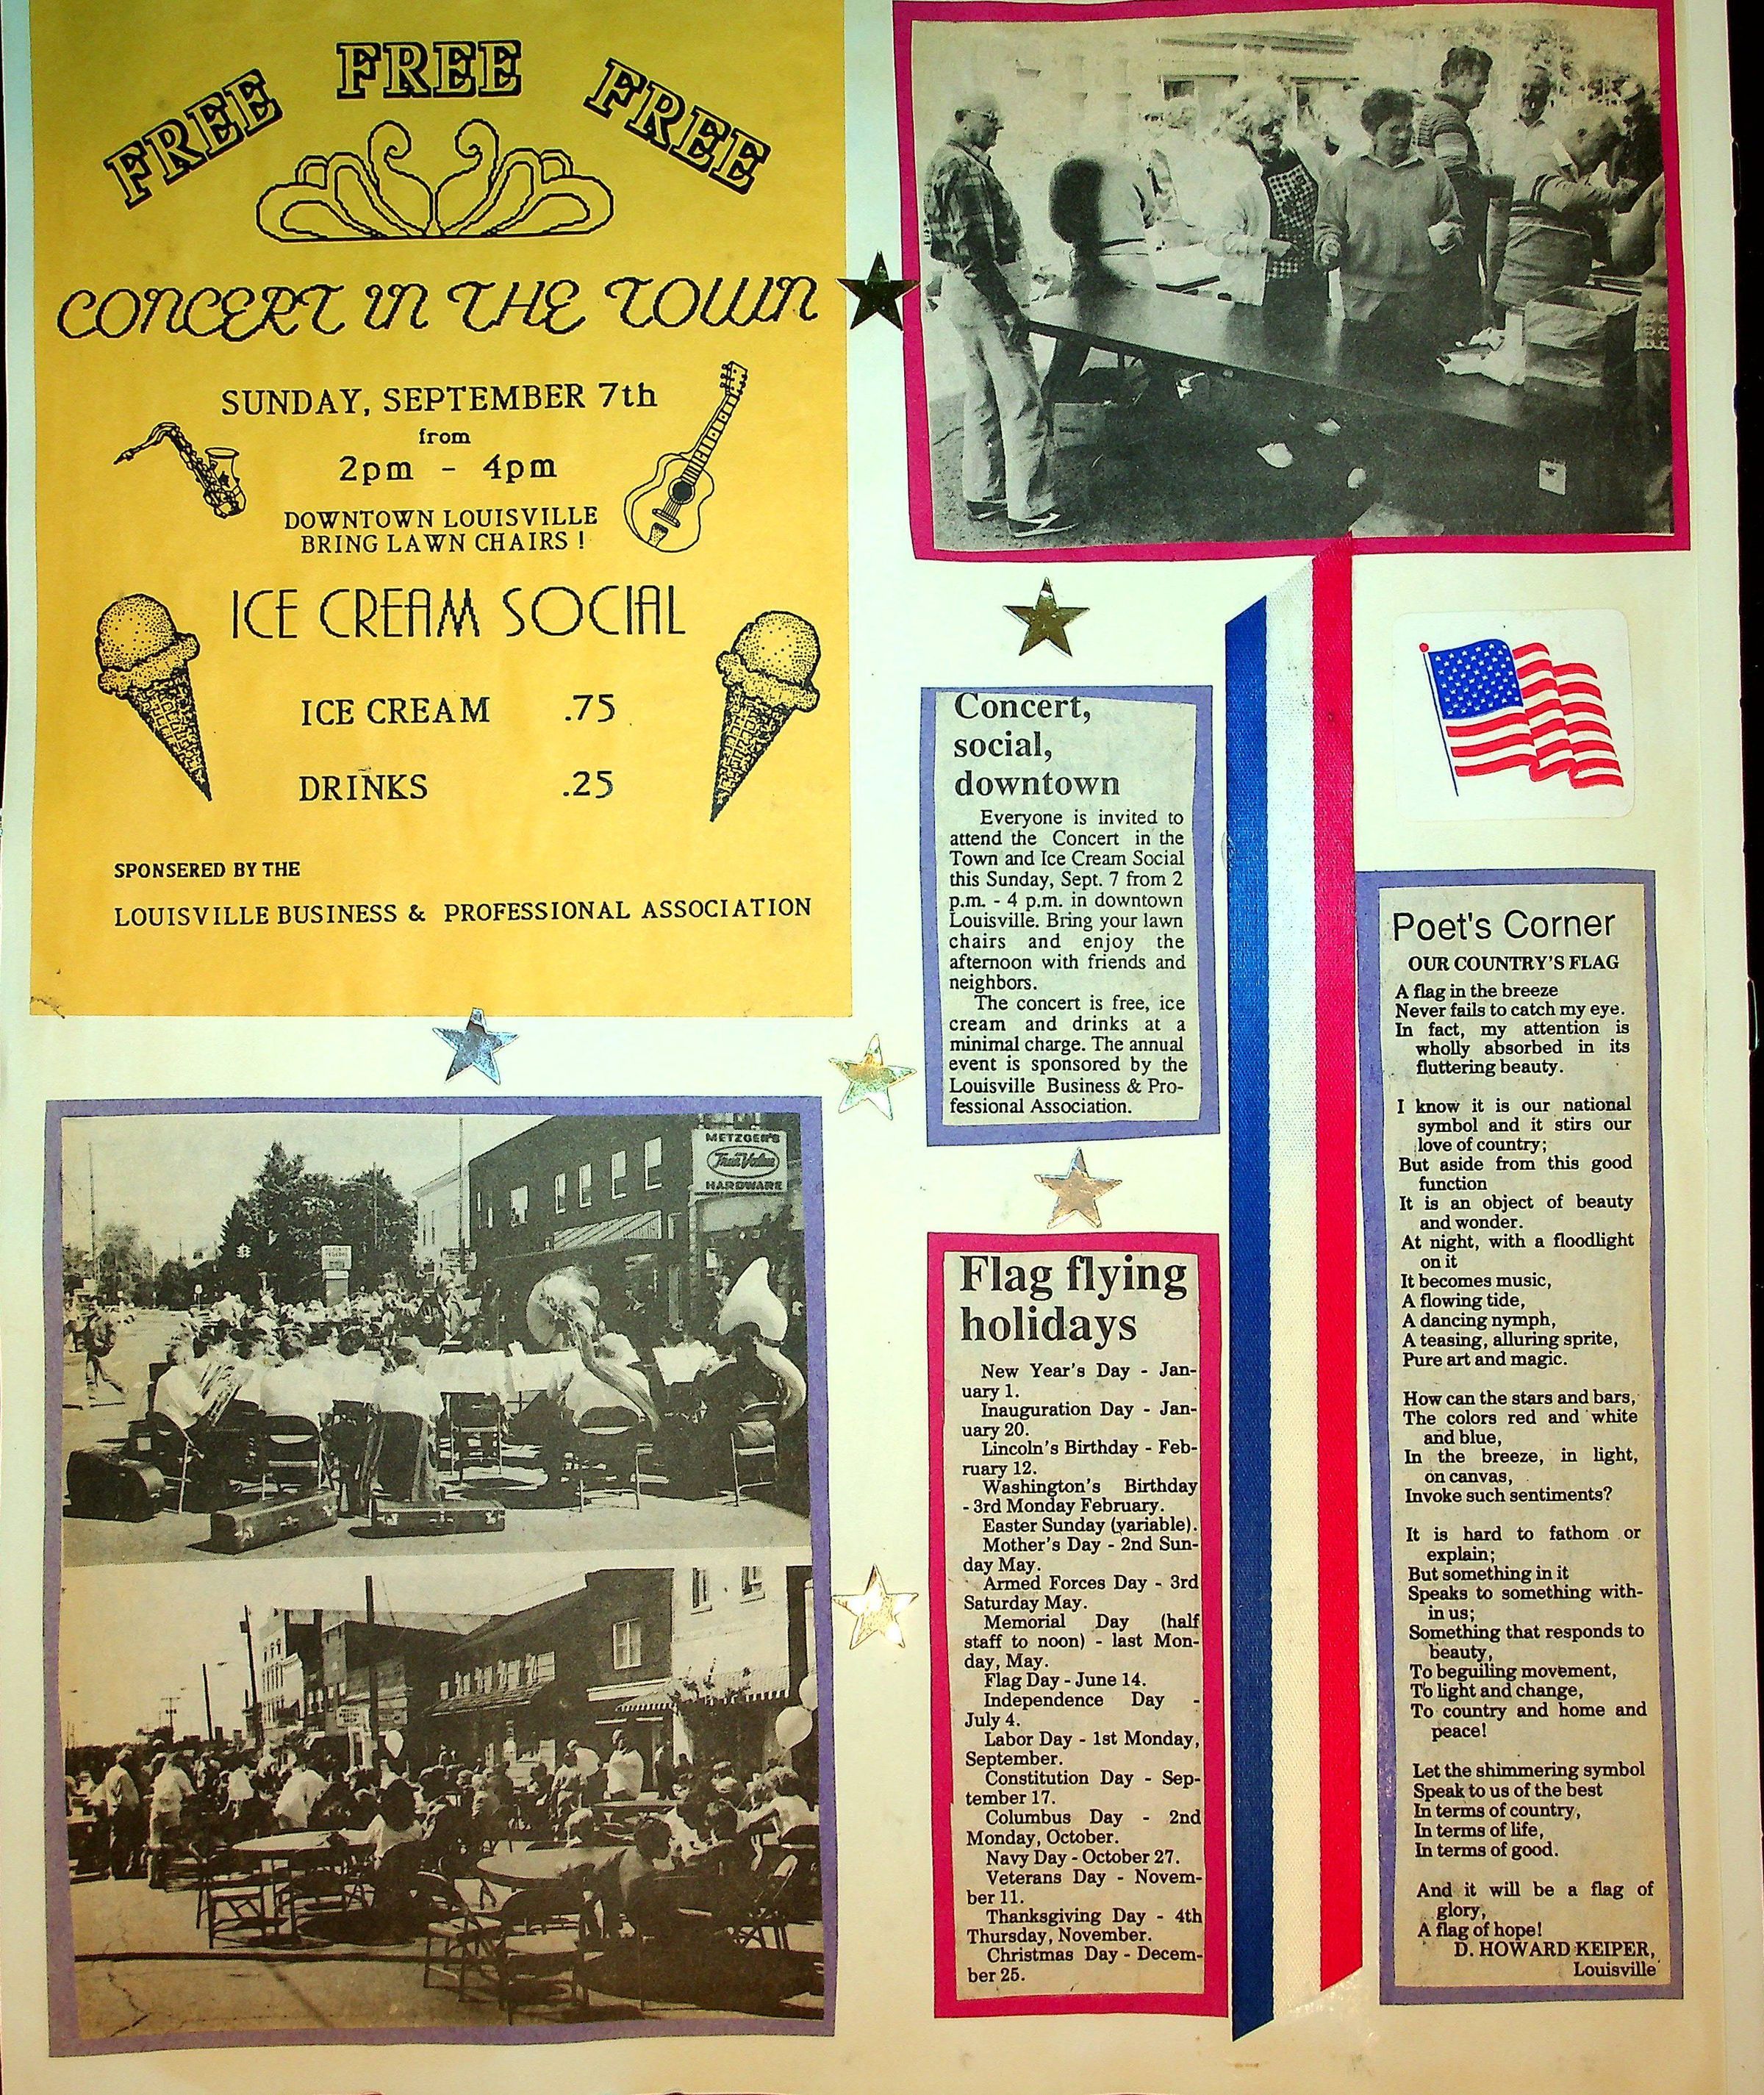 FREE FREE FREE
CONCERT IN THE TOWN
SUNDAY, SEPTEMBER 7th
from
2pm - 4pm
DOWNTOWN LOUISVILLE
BRING LAWN CHAIRS !
ICE CREAM SOCIAL
ICE CREAM .75
DRINKS .25
SPONSERED BY THE
LOUISVILLE BUSINESS & PROFESSIONAL ASSOCIATION
METZGER'S
True Value
HARDWARE
Concert,
social,
downtown
Everyone is invited to
attend the Concert in the
Town and Ice Cream Social
this Sunday, Sept. 7 from 2
p.m. - 4 p.m. in downtown
Louisville. Bring your lawn
chairs and enjoy the
afternoon with friends and
neighbors.
The concert is free, ice
cream and drinks at a
minimal charge. The annual
event is sponsored by the
Louisville Business & Pro-
fessional Association.
Flag flying
holidays
New Year's Day - Jan-
uary 1.
Inauguration Day - Jan-
uary 20.
Lincoln's Birthday - Feb-
ruary 12.
Washington's Birthday
- 3rd Monday February.
Easter Sunday (variable).
Mother's Day - 2nd Sun-
day May.
Armed Forces Day - 3rd
Saturday May.
Memorial Day (half
staff to noon) - last Mon-
day, May.
Flag Day - June 14.
Independence Day -
July 4.
Labor Day - 1st Monday,
September.
Constitution Day - Sep-
tember 17.
Columbus Day - 2nd
Monday, October.
Navy Day - October 27.
Veterans Day - Novem-
ber 11.
Thanksgiving Day - 4th
Thursday, November.
Christmas Day - Decem-
ber 25.
Poet's Corner
OUR COUNTRY'S FLAG
A flag in the breeze
Never fails to catch my eye.
In fact, my attention is
wholly absorbed in its
fluttering beauty.
I know it is our national
symbol and it stirs our
love of country;
But aside from this good
function
It is an object of beauty
and wonder.
At night, with a floodlight
on it
It becomes music,
A flowing tide,
A dancing nymph,
A teasing, alluring sprite,
Pure art and magic.
How can the stars and bars,
The colors red and white
and blue,
In the breeze, in light,
on canvas,
Invoke such sentiments?
It is hard to fathom or
explain;
But something in it
Speaks to something with-
in us;
Something that responds to
beauty,
To beguiling movement,
To light and change,
To country and home and
peace!
Let the shimmering symbol
Speak to us of the best
In terms of country,
In terms of life,
In terms of good.
And it will be a flag of
glory,
A flag of hope!
D. HOWARD KEIPER,
Louisville